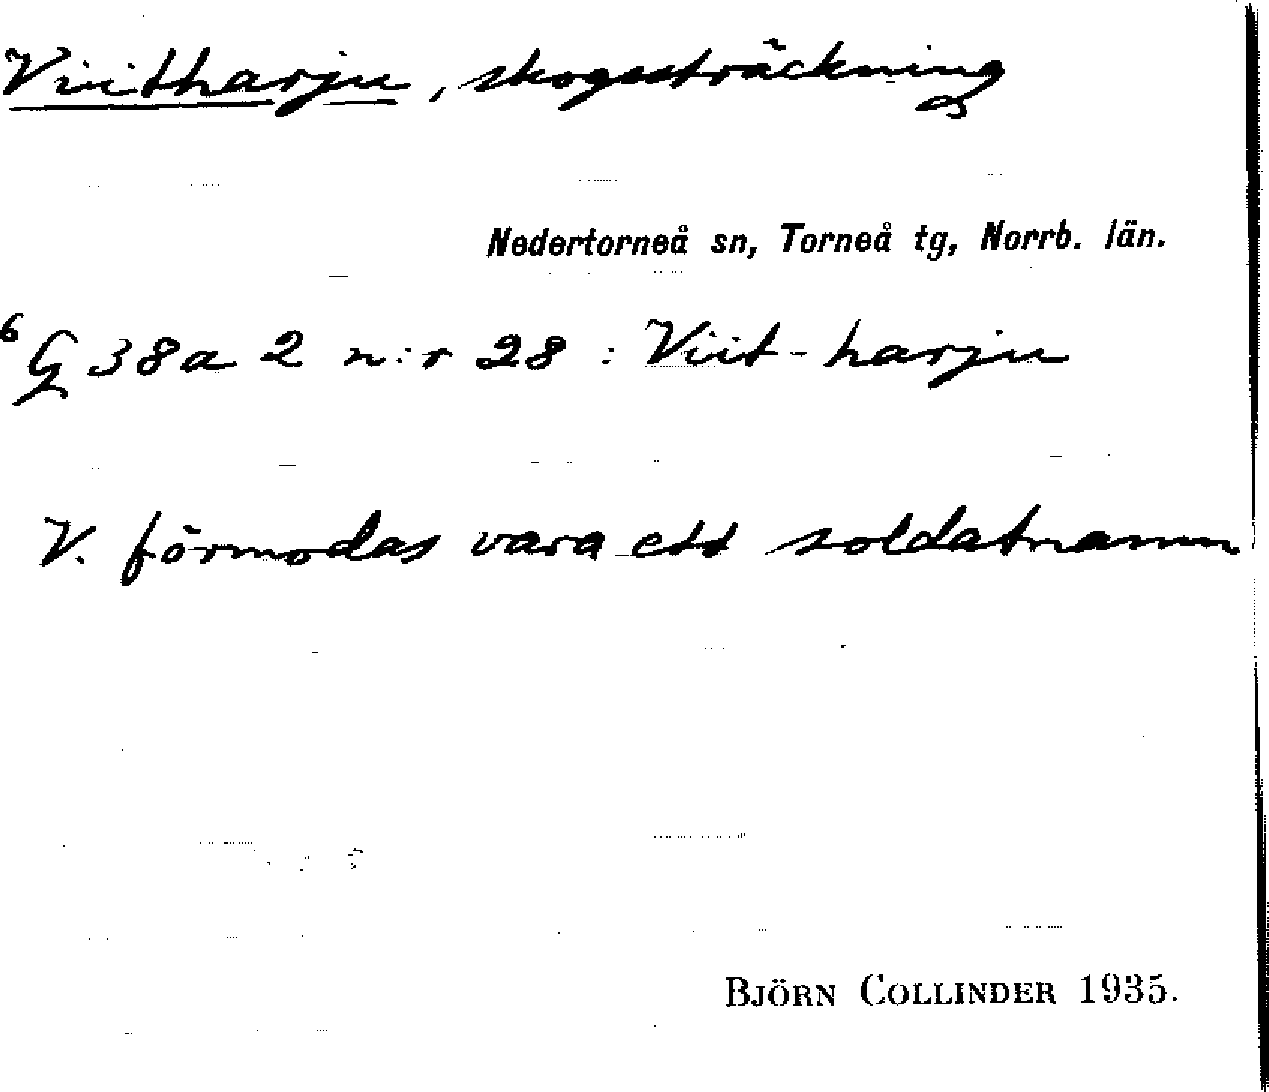 Viitharju, skogssträckning
Nedertorneå sn, Torneå tg, Norrb. län.
6 G 38a 2 n:r 28 : Viit-harju
V. förmodas vara ett soldatnamn
BJÖRN COLLINDER 1935.